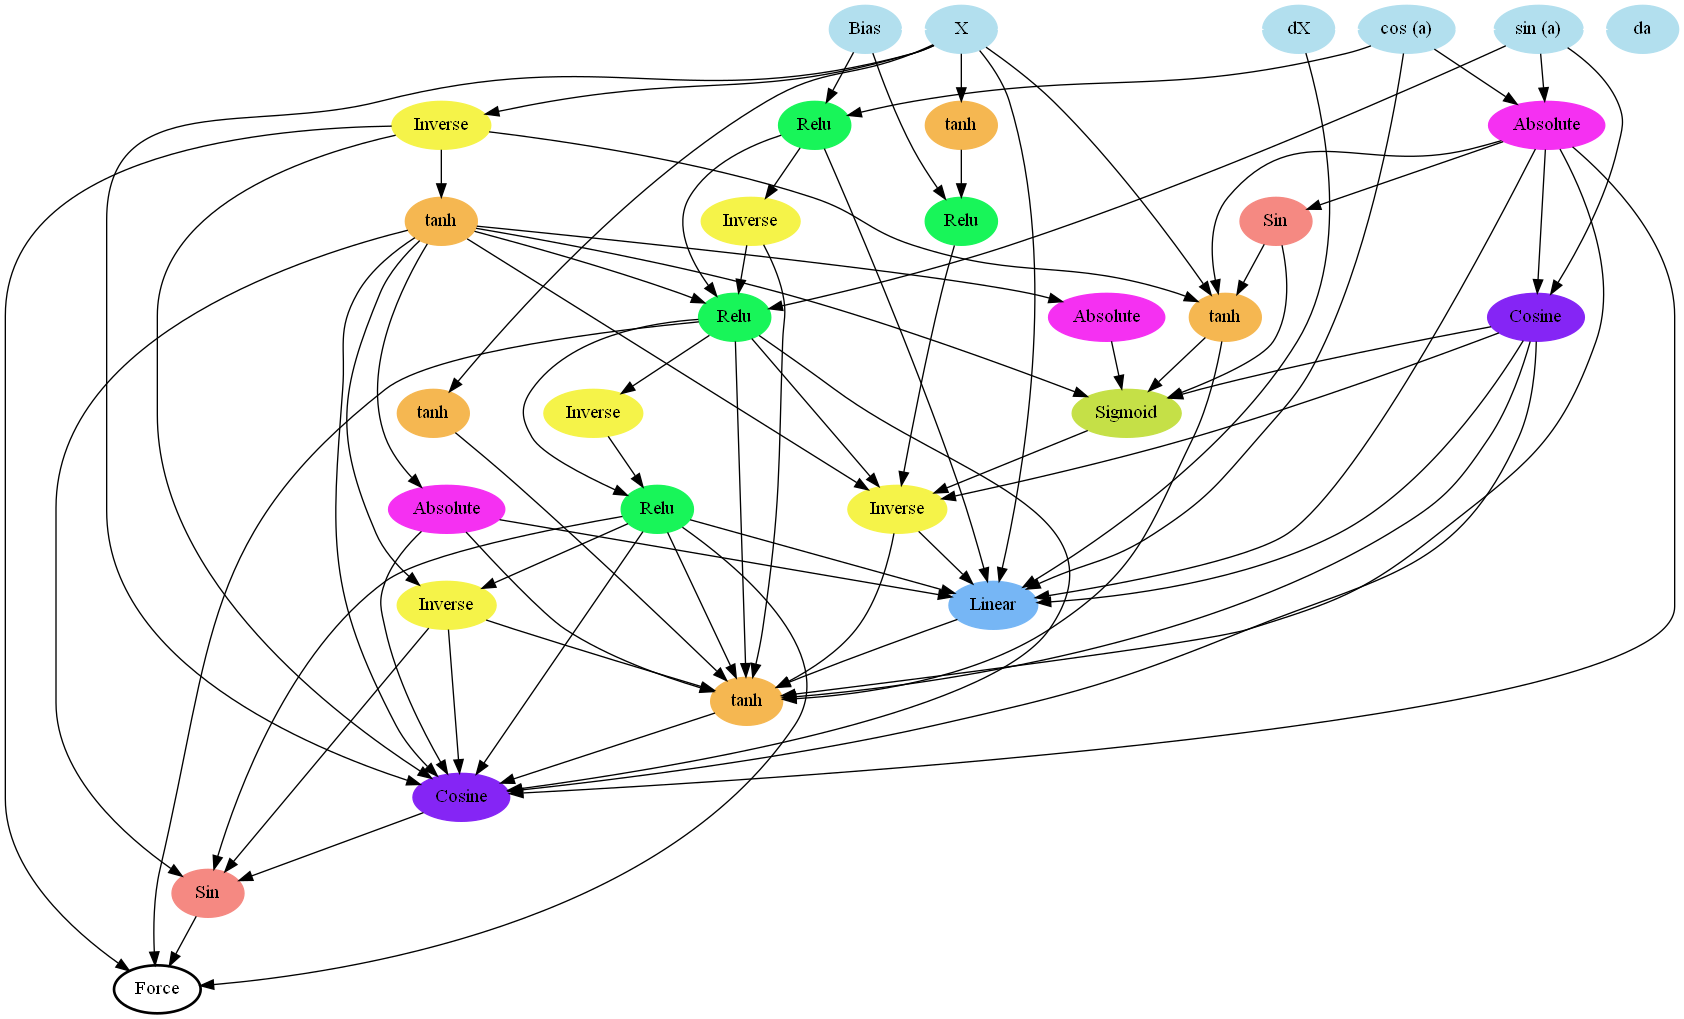 Bias
X
dX
cos (a)
sin (a)
da
Inverse
Relu
tanh
Absolute
tanh
Inverse
Relu
Sin
Relu
Absolute
tanh
Cosine
tanh
Inverse
Sigmoid
Absolute
Relu
Inverse
Inverse
Linear
tanh
Cosine
Sin
Force